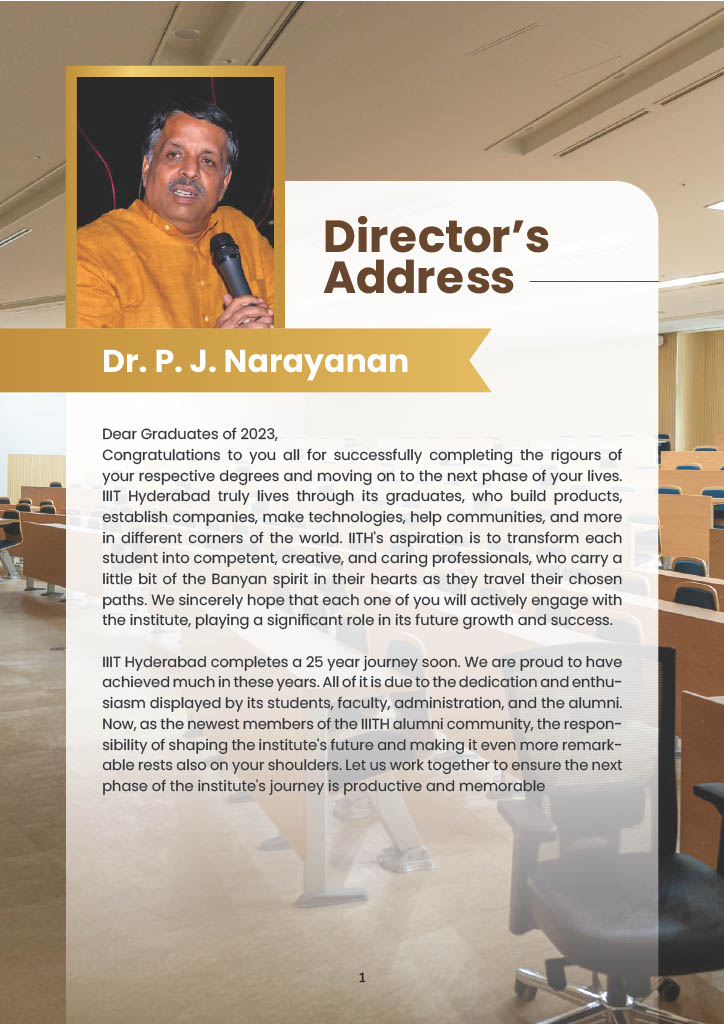 Director's
Address
Dr. P. J. Narayanan
Dear Graduates of 2023,
Congratulations to you all for successfully completing the rigours of
your respective degrees and moving on to the next phase of your lives.
IIIT Hyderabad truly lives through its graduates, who build products,
establish companies, make technologies, help communities, and more
in different corners of the world. IITH's aspiration is to transform each
student into competent, creative, and caring professionals, who carry a
little bit of the Banyan spirit in their hearts as they travel their chosen
paths. We sincerely hope that each one of you will actively engage with
the institute, playing a significant role in its future growth and success.
IIIT Hyderabad completes a 25 year journey soon. We are proud to have
achieved much in these years. All of it is due to the dedication and enthu-
siasm displayed by its students, faculty, administration, and the alumni.
Now, as the newest members of the IIITH alumni community, the respon-
sibility of shaping the institute's future and making it even more remark-
able rests also on your shoulders. Let us work together to ensure the next
phase of the institute's journey is productive and memorable
1